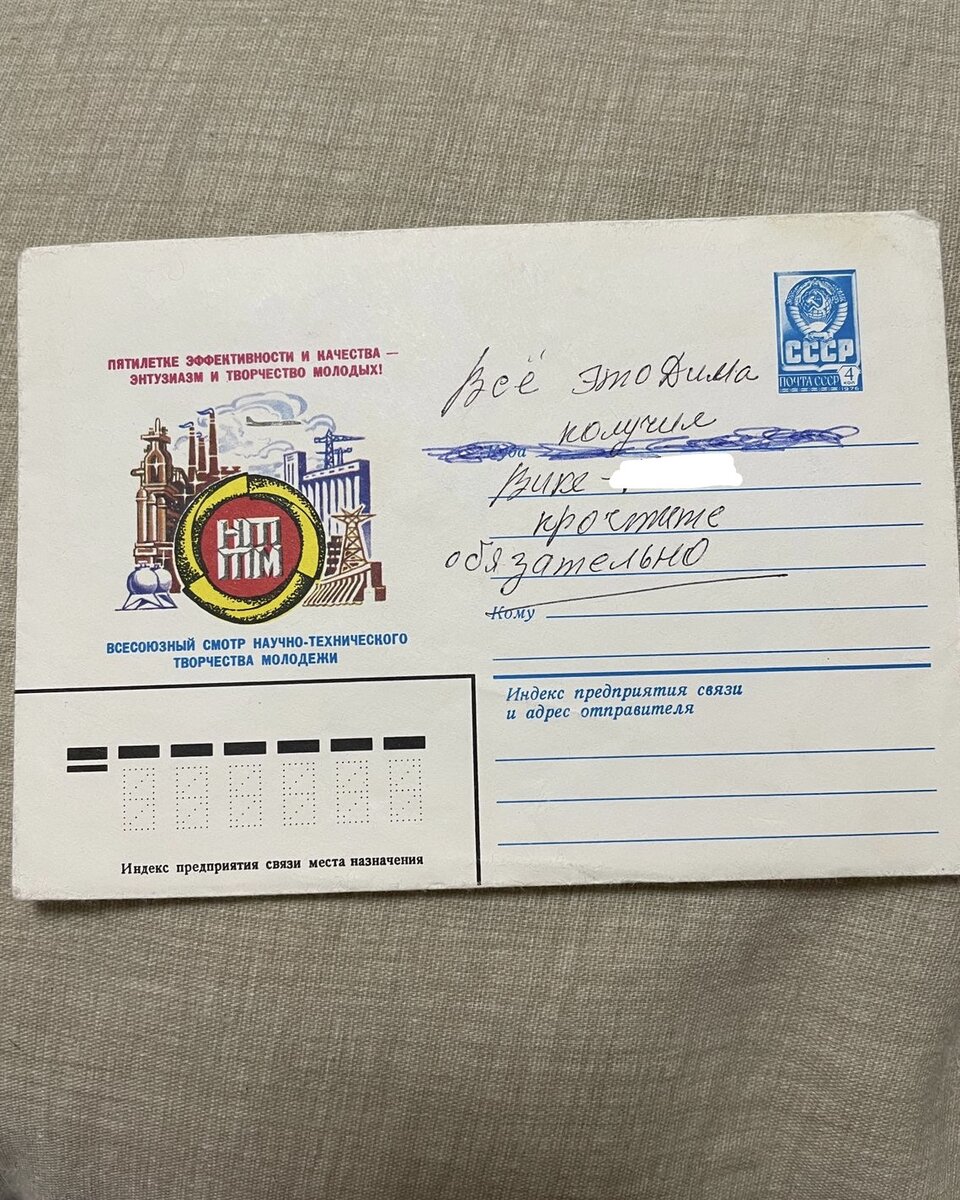 ПЯТИЛЕТКЕ ЭФФЕКТИВНОСТИ И КАЧЕСТВА —
ЭНТУЗИАЗМ И ТВОРЧЕСТВО МОЛОДЫХ!
НТТМ
ВСЕСОЮЗНЫЙ СМОТР НАУЧНО-ТЕХНИЧЕСКОГО
ТВОРЧЕСТВА МОЛОДЕЖИ
СССР
ПОЧТА СССР 4 коп
1976
Всё это Дима
получил
Куда
Вике -
прочтите
обязательно
Кому
Индекс предприятия связи
и адрес отправителя
Индекс предприятия связи места назначения